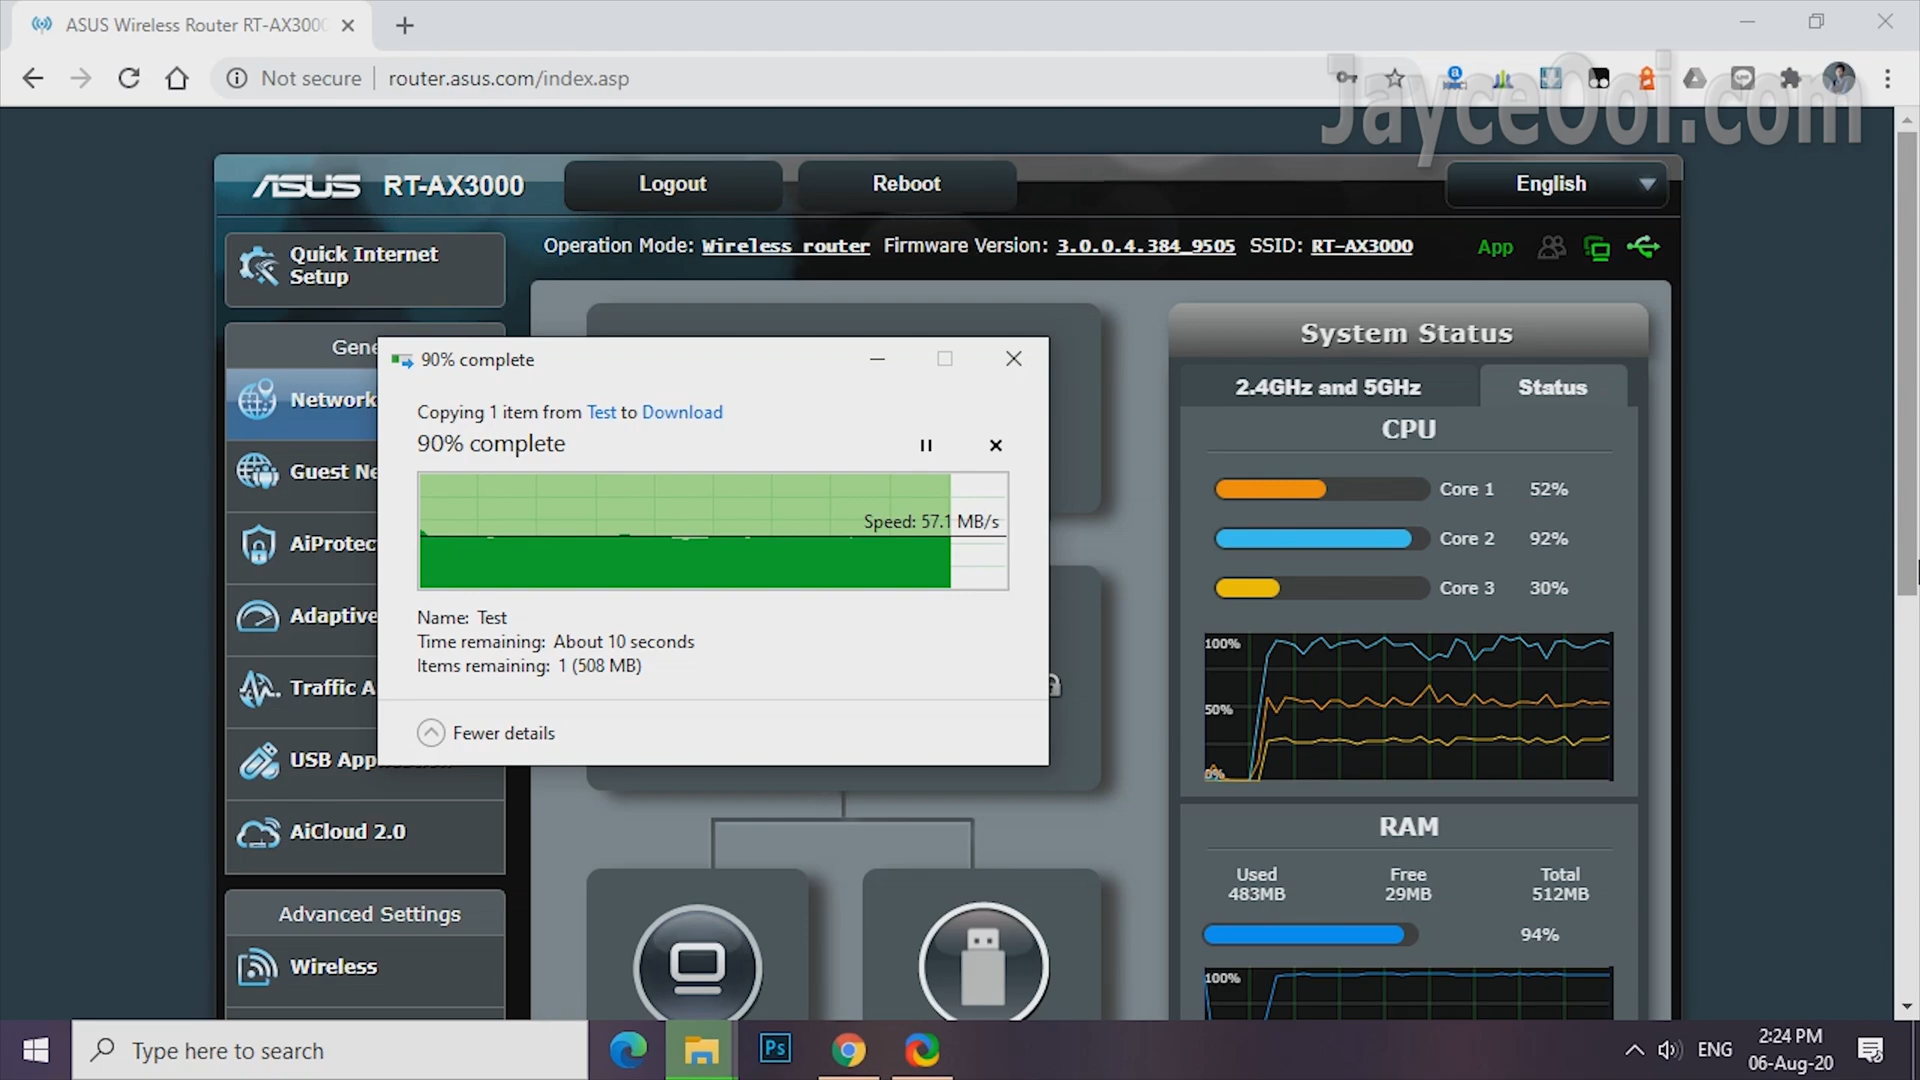 ASUS Wireless Router RT-AX3000
Not secure
router.asus.com/index.asp
JayceOoi.com
ASUS RT-AX3000
Logout
Reboot
English
Operation Mode: Wireless router Firmware Version: 3.0.0.4.384_9505 SSID: RT-AX3000
App
Quick Internet
Setup
Gene
Network
Guest Ne
AiProtec
Adaptive
Traffic A
USB App
AiCloud 2.0
Advanced Settings
Wireless
90% complete
Copying 1 item from Test to Download
90% complete
Speed: 57.1 MB/s
Name: Test
Time remaining: About 10 seconds
Items remaining: 1 (508 MB)
Fewer details
System Status
2.4GHz and 5GHz
Status
CPU
Core 1 52%
Core 2 92%
Core 3 30%
100%
50%
0%
RAM
Used Free Total
483MB 29MB 512MB
94%
100%
Type here to search
Ps
ENG
2:24 PM
06-Aug-20